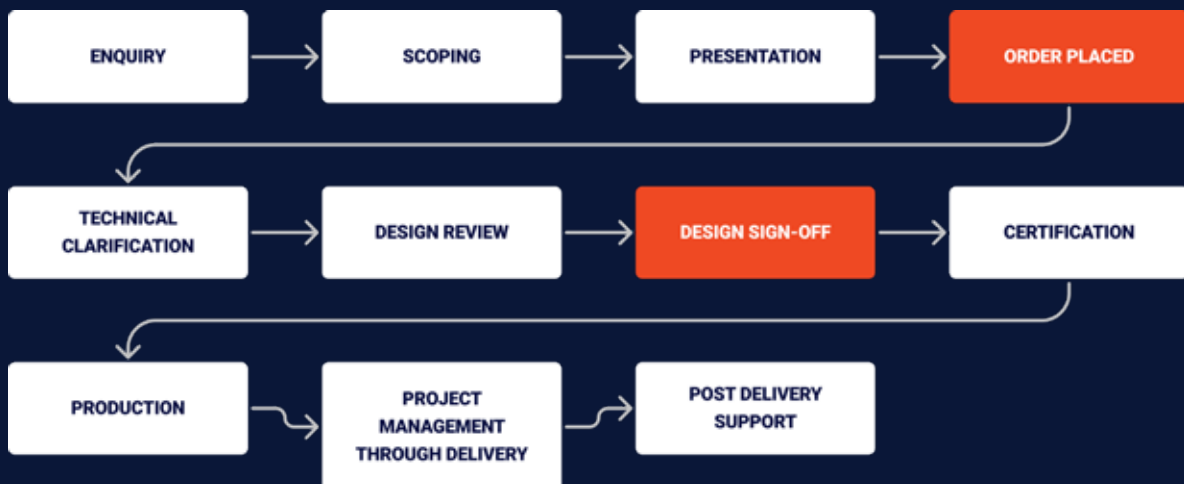 ENQUIRY
SCOPING
PRESENTATION
ORDER PLACED
TECHNICAL
CLARIFICATION
DESIGN REVIEW
DESIGN SIGN-OFF
CERTIFICATION
PRODUCTION
PROJECT
MANAGEMENT
THROUGH DELIVERY
POST DELIVERY
SUPPORT